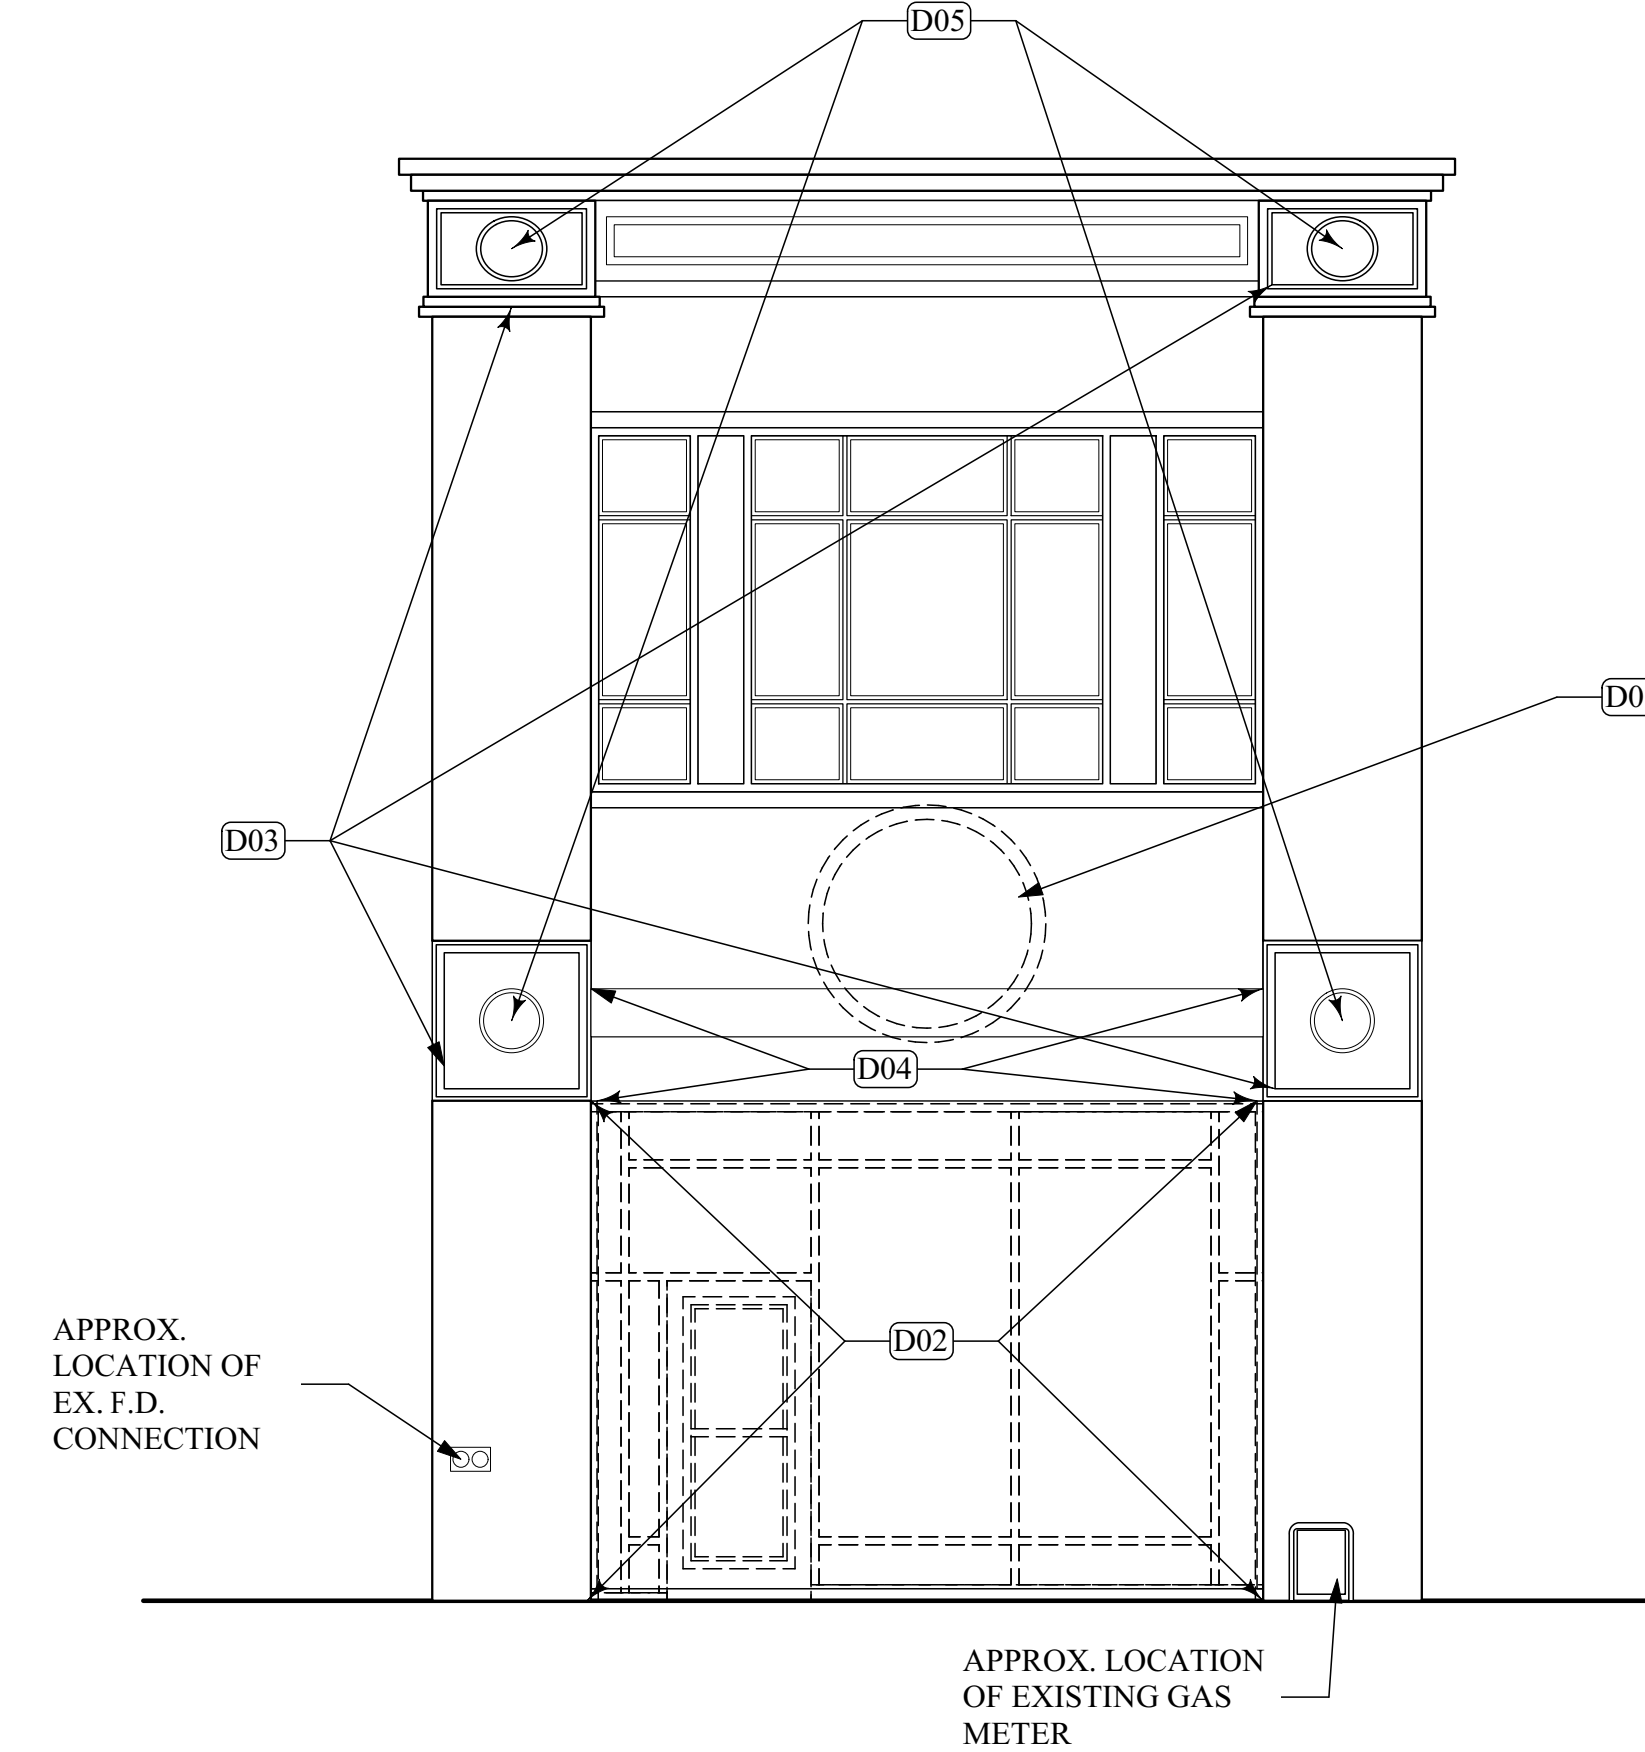 D05
D0
D03
D04
D02
APPROX.
LOCATION OF
EX. F.D.
CONNECTION
APPROX. LOCATION
OF EXISTING GAS
METER